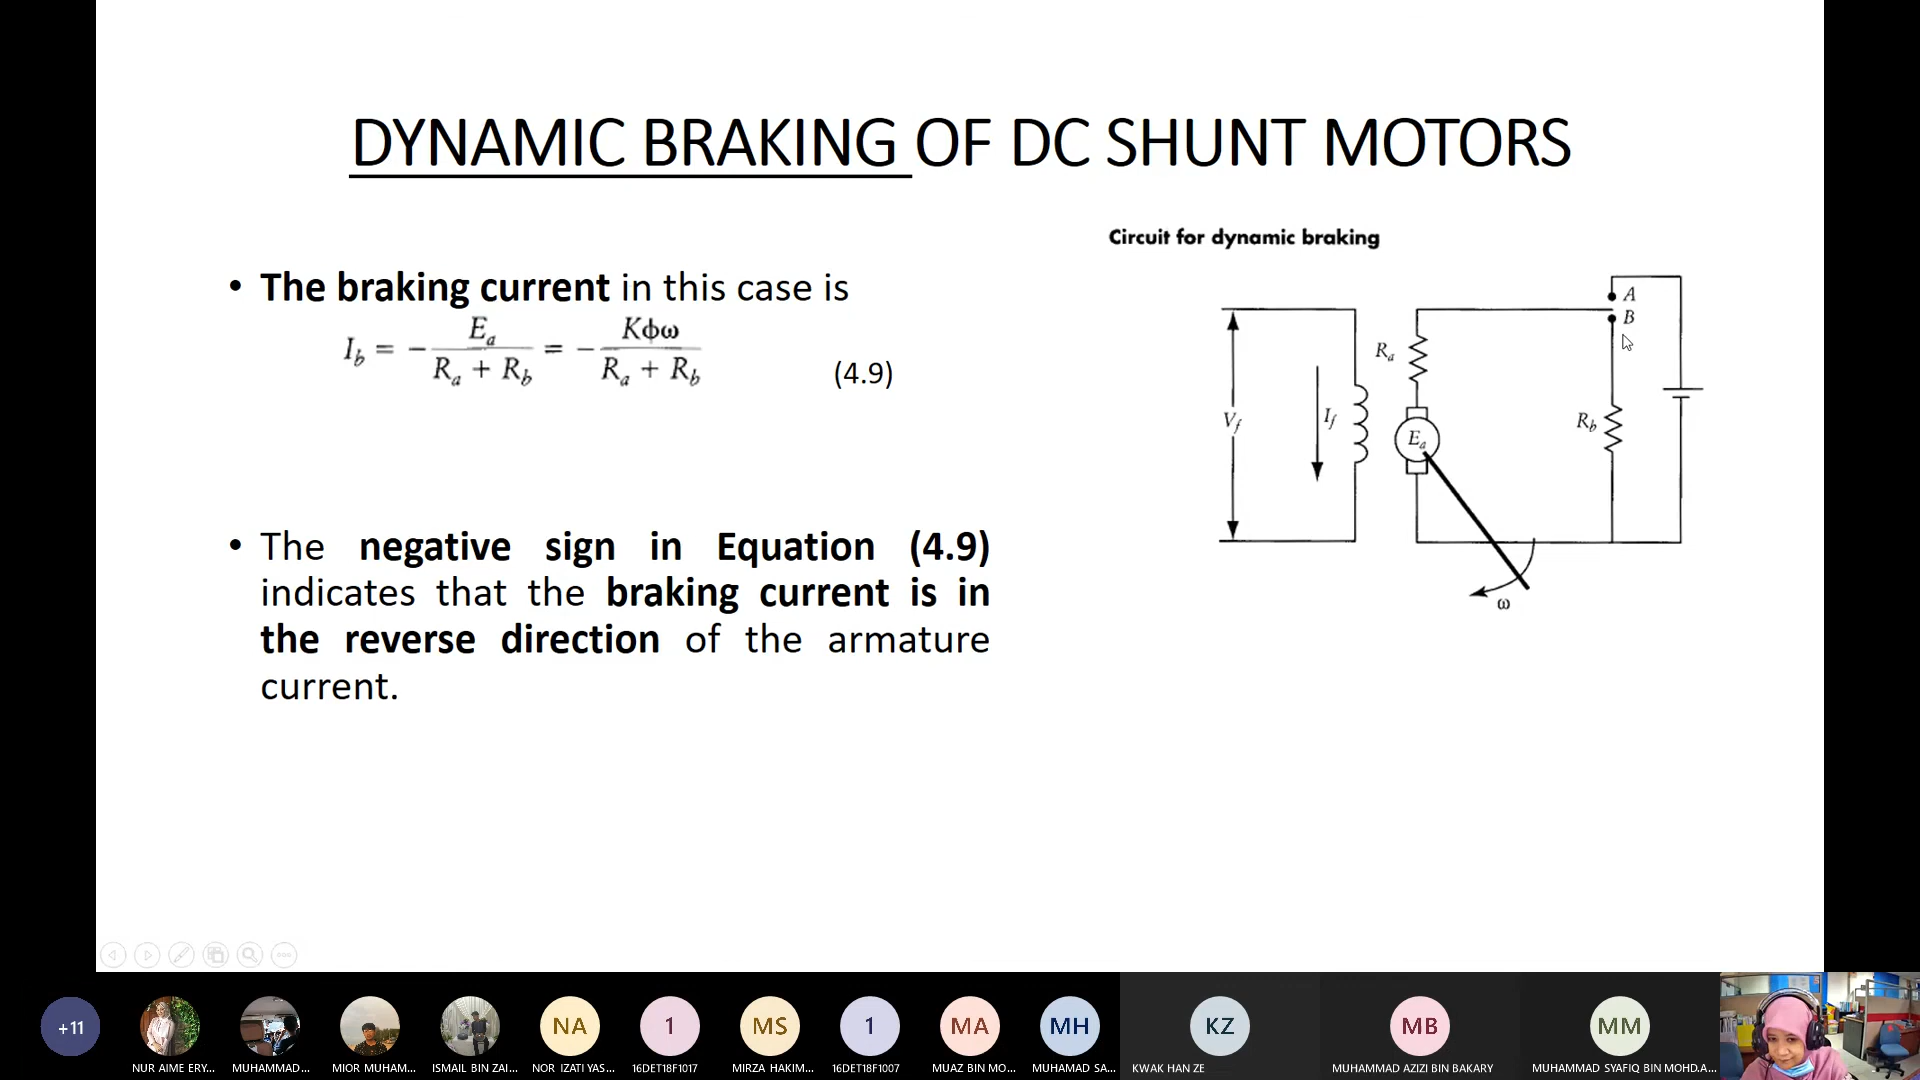 DYNAMIC BRAKING OF DC SHUNT MOTORS
• The braking current in this case is
I_b = - E_a / (R_a + R_b) = - Kϕω / (R_a + R_b) (4.9)
• The negative sign in Equation (4.9)
indicates that the braking current is in
the reverse direction of the armature
current.
Circuit for dynamic braking
A
B
R_a
V_f
I_f
E_a
R_b
ω
+11
NA
1
MS
1
MA
MH
KZ
MB
MM
NUR AIME ERY...
MUHAMMAD...
MIOR MUHAM...
ISMAIL BIN ZAI...
NOR IZATI YAS...
16DET18F1017
MIRZA HAKIM...
16DET18F1007
MUAZ BIN MO...
MUHAMAD SA...
KWAK HAN ZE
MUHAMMAD AZIZI BIN BAKARY
MUHAMMAD SYAFIQ BIN MOHD.A...